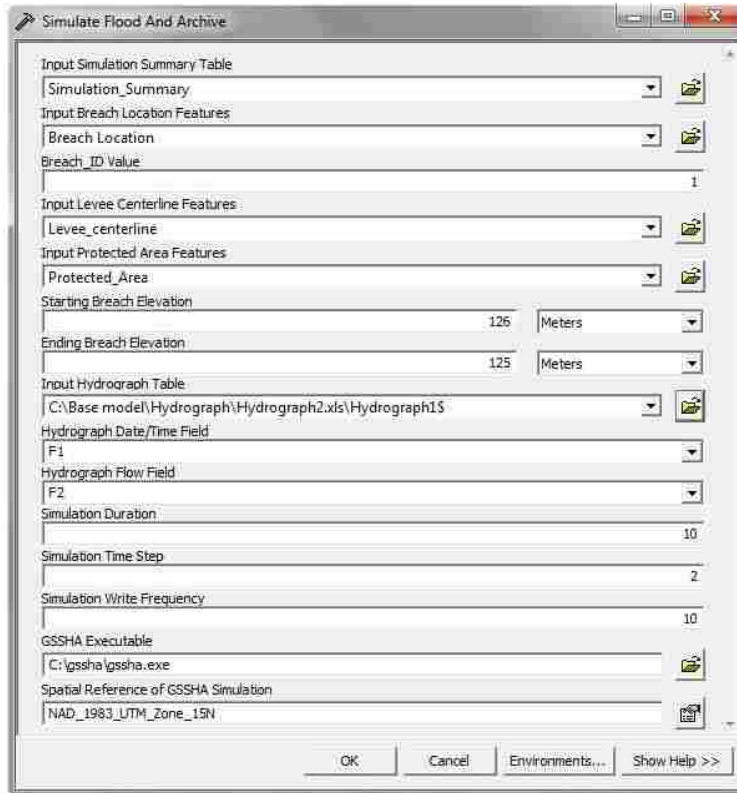 Simulate Flood And Archive
Input Simulation Summary Table
Simulation_Summary
Input Breach Location Features
Breach Location
Breach_ID Value
1
Input Levee Centerline Features
Levee_centerline
Input Protected Area Features
Protected_Area
Starting Breach Elevation
126 Meters
Ending Breach Elevation
125 Meters
Input Hydrograph Table
C:\Base model\Hydrograph\Hydrograph2.xls\Hydrograph1$
Hydrograph Date/Time Field
F1
Hydrograph Flow Field
F2
Simulation Duration
10
Simulation Time Step
2
Simulation Write Frequency
10
GSSHA Executable
C:\gssha\gssha.exe
Spatial Reference of GSSHA Simulation
NAD_1983_UTM_Zone_15N
OK Cancel Environments... Show Help >>